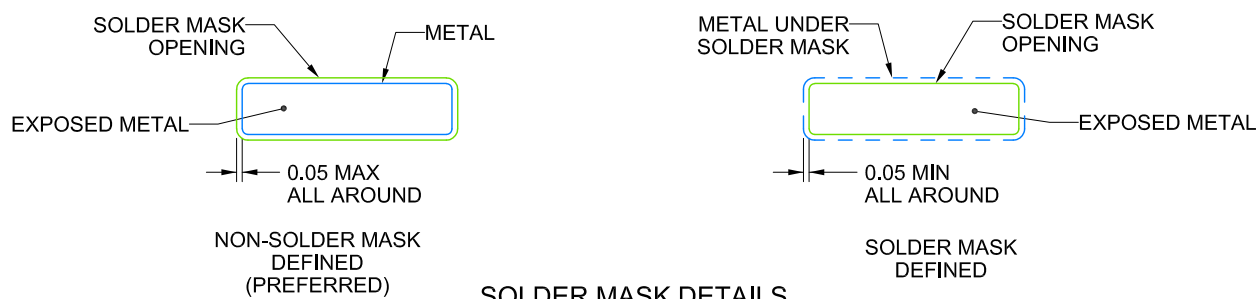 SOLDER MASK
OPENING
METAL
EXPOSED METAL
0.05 MAX
ALL AROUND
NON-SOLDER MASK
DEFINED
(PREFERRED)
METAL UNDER
SOLDER MASK
SOLDER MASK
OPENING
EXPOSED METAL
0.05 MIN
ALL AROUND
SOLDER MASK
DEFINED
SOLDER MASK DETAILS